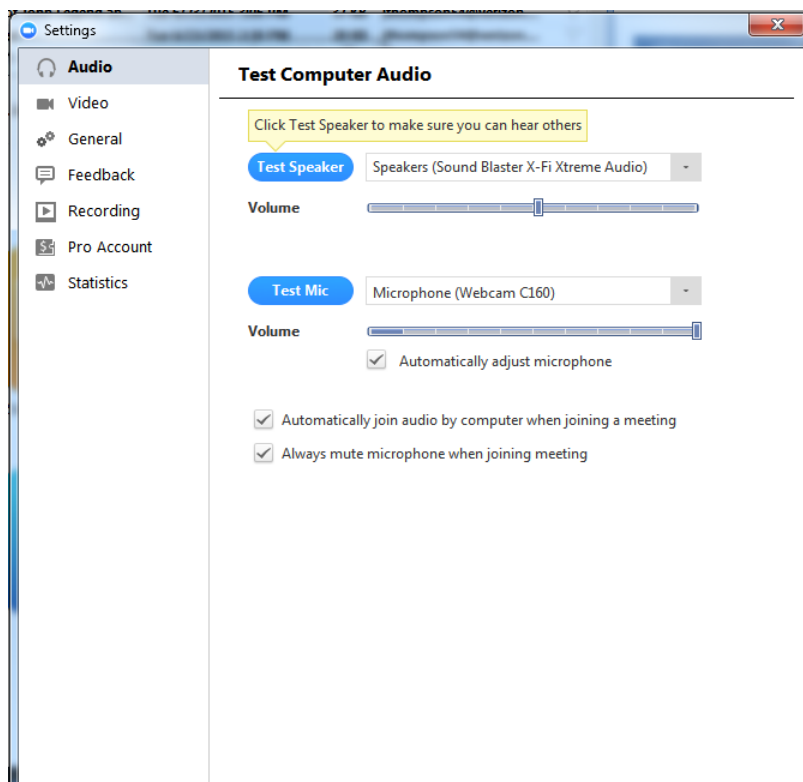 Settings
Audio
Video
General
Feedback
Recording
Pro Account
Statistics
Test Computer Audio
Click Test Speaker to make sure you can hear others
Test Speaker
Speakers (Sound Blaster X-Fi Xtreme Audio)
Volume
Test Mic
Microphone (Webcam C160)
Volume
Automatically adjust microphone
Automatically join audio by computer when joining a meeting
Always mute microphone when joining meeting